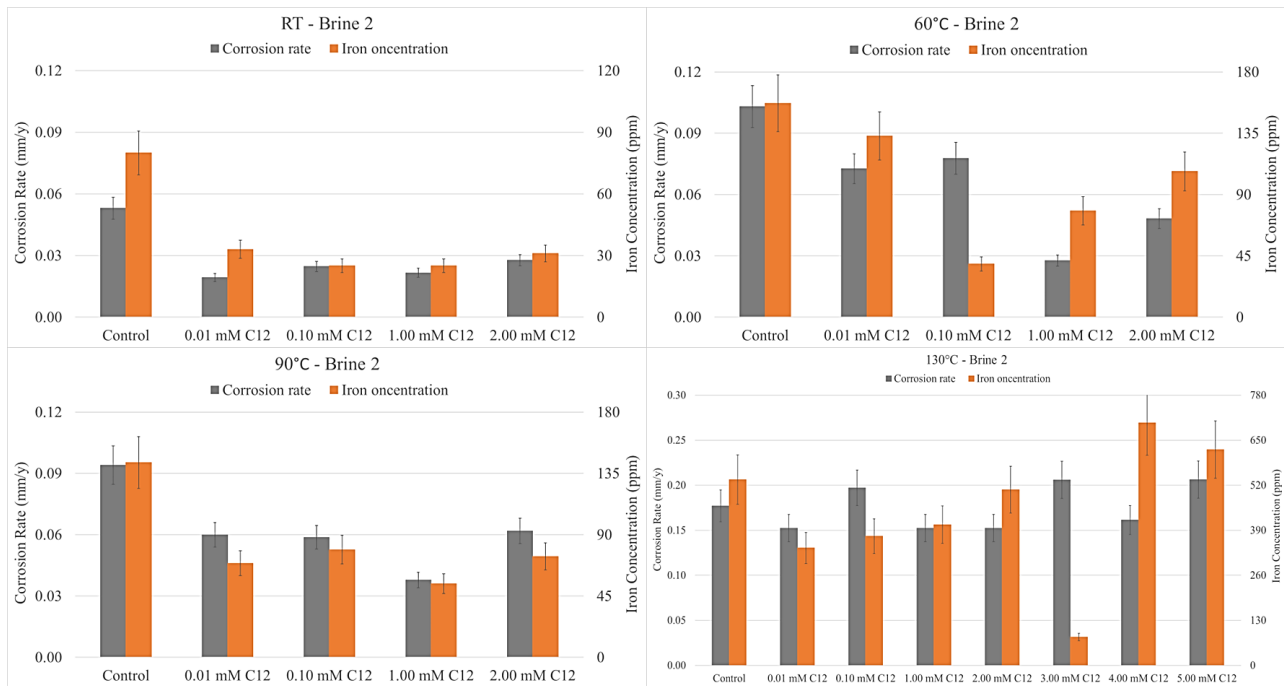 RT - Brine 2
Corrosion rate Iron oncentration
0.12 120
0.09 90
0.06 60
0.03 30
0.00 0
Corrosion Rate (mm/y)
Iron Concentration (ppm)
Control 0.01 mM C12 0.10 mM C12 1.00 mM C12 2.00 mM C12
60°C - Brine 2
Corrosion rate Iron oncentration
0.12 180
0.09 135
0.06 90
0.03 45
0.00 0
Corrosion Rate (mm/y)
Iron Concentration (ppm)
Control 0.01 mM C12 0.10 mM C12 1.00 mM C12 2.00 mM C12
90°C - Brine 2
Corrosion rate Iron oncentration
0.12 180
0.09 135
0.06 90
0.03 45
0.00 0
Corrosion Rate (mm/y)
Iron Concentration (ppm)
Control 0.01 mM C12 0.10 mM C12 1.00 mM C12 2.00 mM C12
130°C - Brine 2
Corrosion rate Iron oncentration
0.30 780
0.25 650
0.20 520
0.15 390
0.10 260
0.05 130
0.00 0
Corrosion Rate (mm/y)
Iron Concentration (ppm)
Control 0.01 mM C12 0.10 mM C12 1.00 mM C12 2.00 mM C12 3.00 mM C12 4.00 mM C12 5.00 mM C12